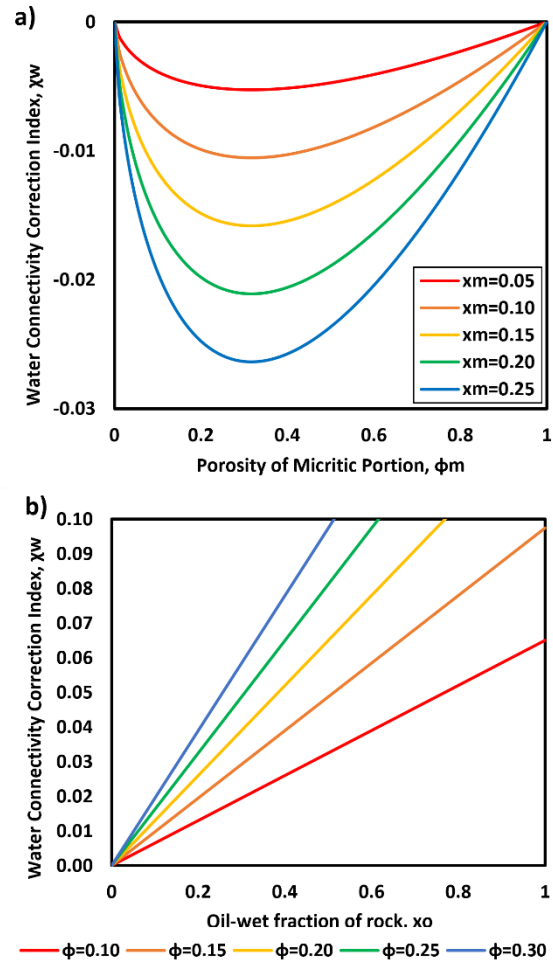 a)
Water Connectivity Correction Index, χw
0
-0.01
-0.02
-0.03
xm=0.05
xm=0.10
xm=0.15
xm=0.20
xm=0.25
0 0.2 0.4 0.6 0.8 1
Porosity of Micritic Portion, ϕm
b)
Water Connectivity Correction Index, χw
0.10
0.09
0.08
0.07
0.06
0.05
0.04
0.03
0.02
0.01
0.00
0 0.2 0.4 0.6 0.8 1
Oil-wet fraction of rock. xo
ϕ=0.10 ϕ=0.15 ϕ=0.20 ϕ=0.25 ϕ=0.30